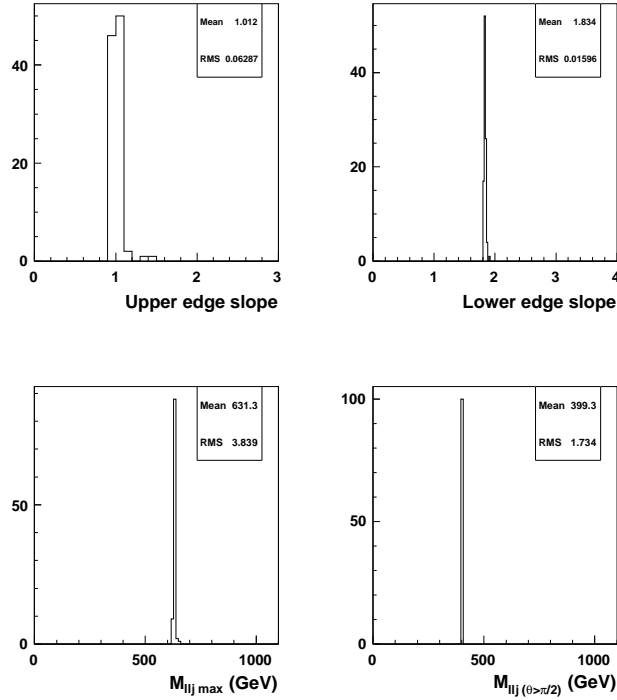 Mean 1.012
RMS 0.06287
40
20
0
0 1 2 3
Upper edge slope
Mean 1.834
RMS 0.01596
40
20
0
0 1 2 3 4
Lower edge slope
Mean 631.3
RMS 3.839
50
0
0 500 1000
M_llj max (GeV)
Mean 399.3
RMS 1.734
100
75
50
25
0
0 500 1000
M_llj (θ>π/2) (GeV)